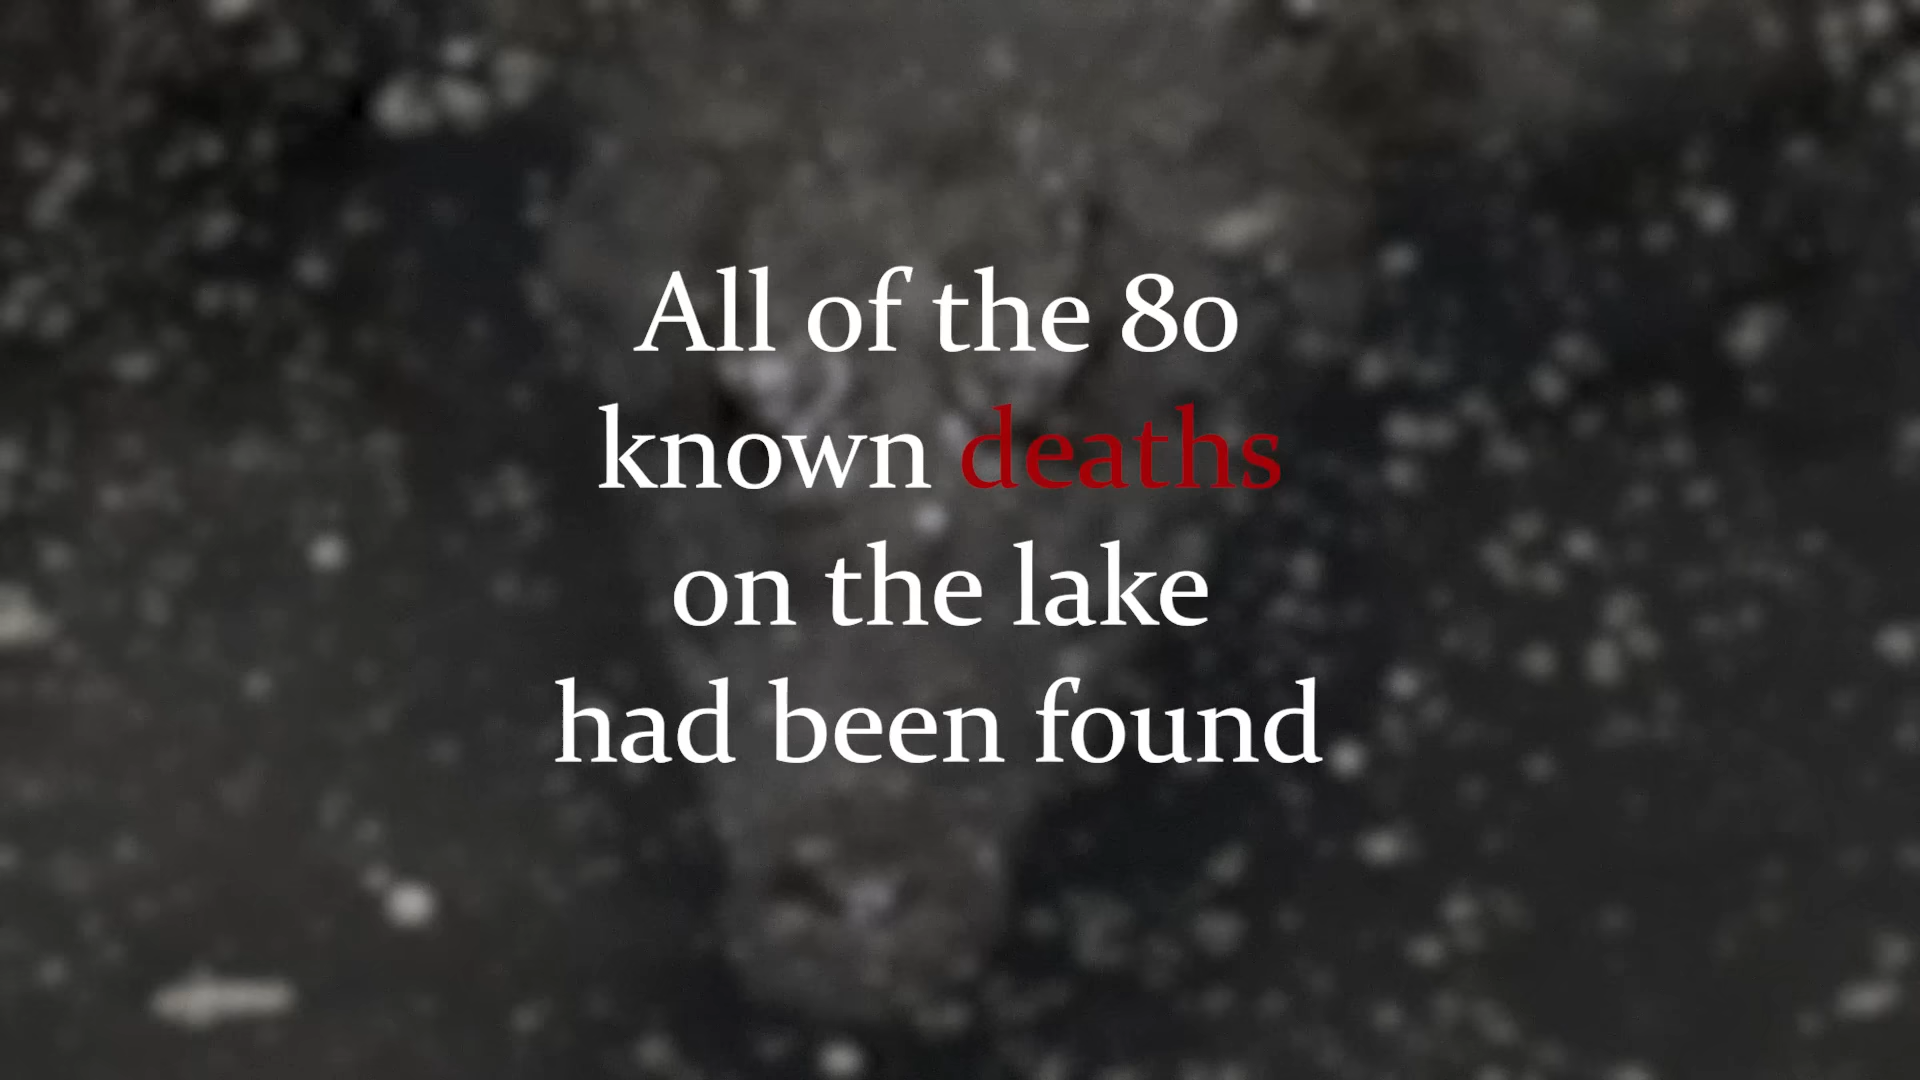 All of the 80
known deaths
on the lake
had been found